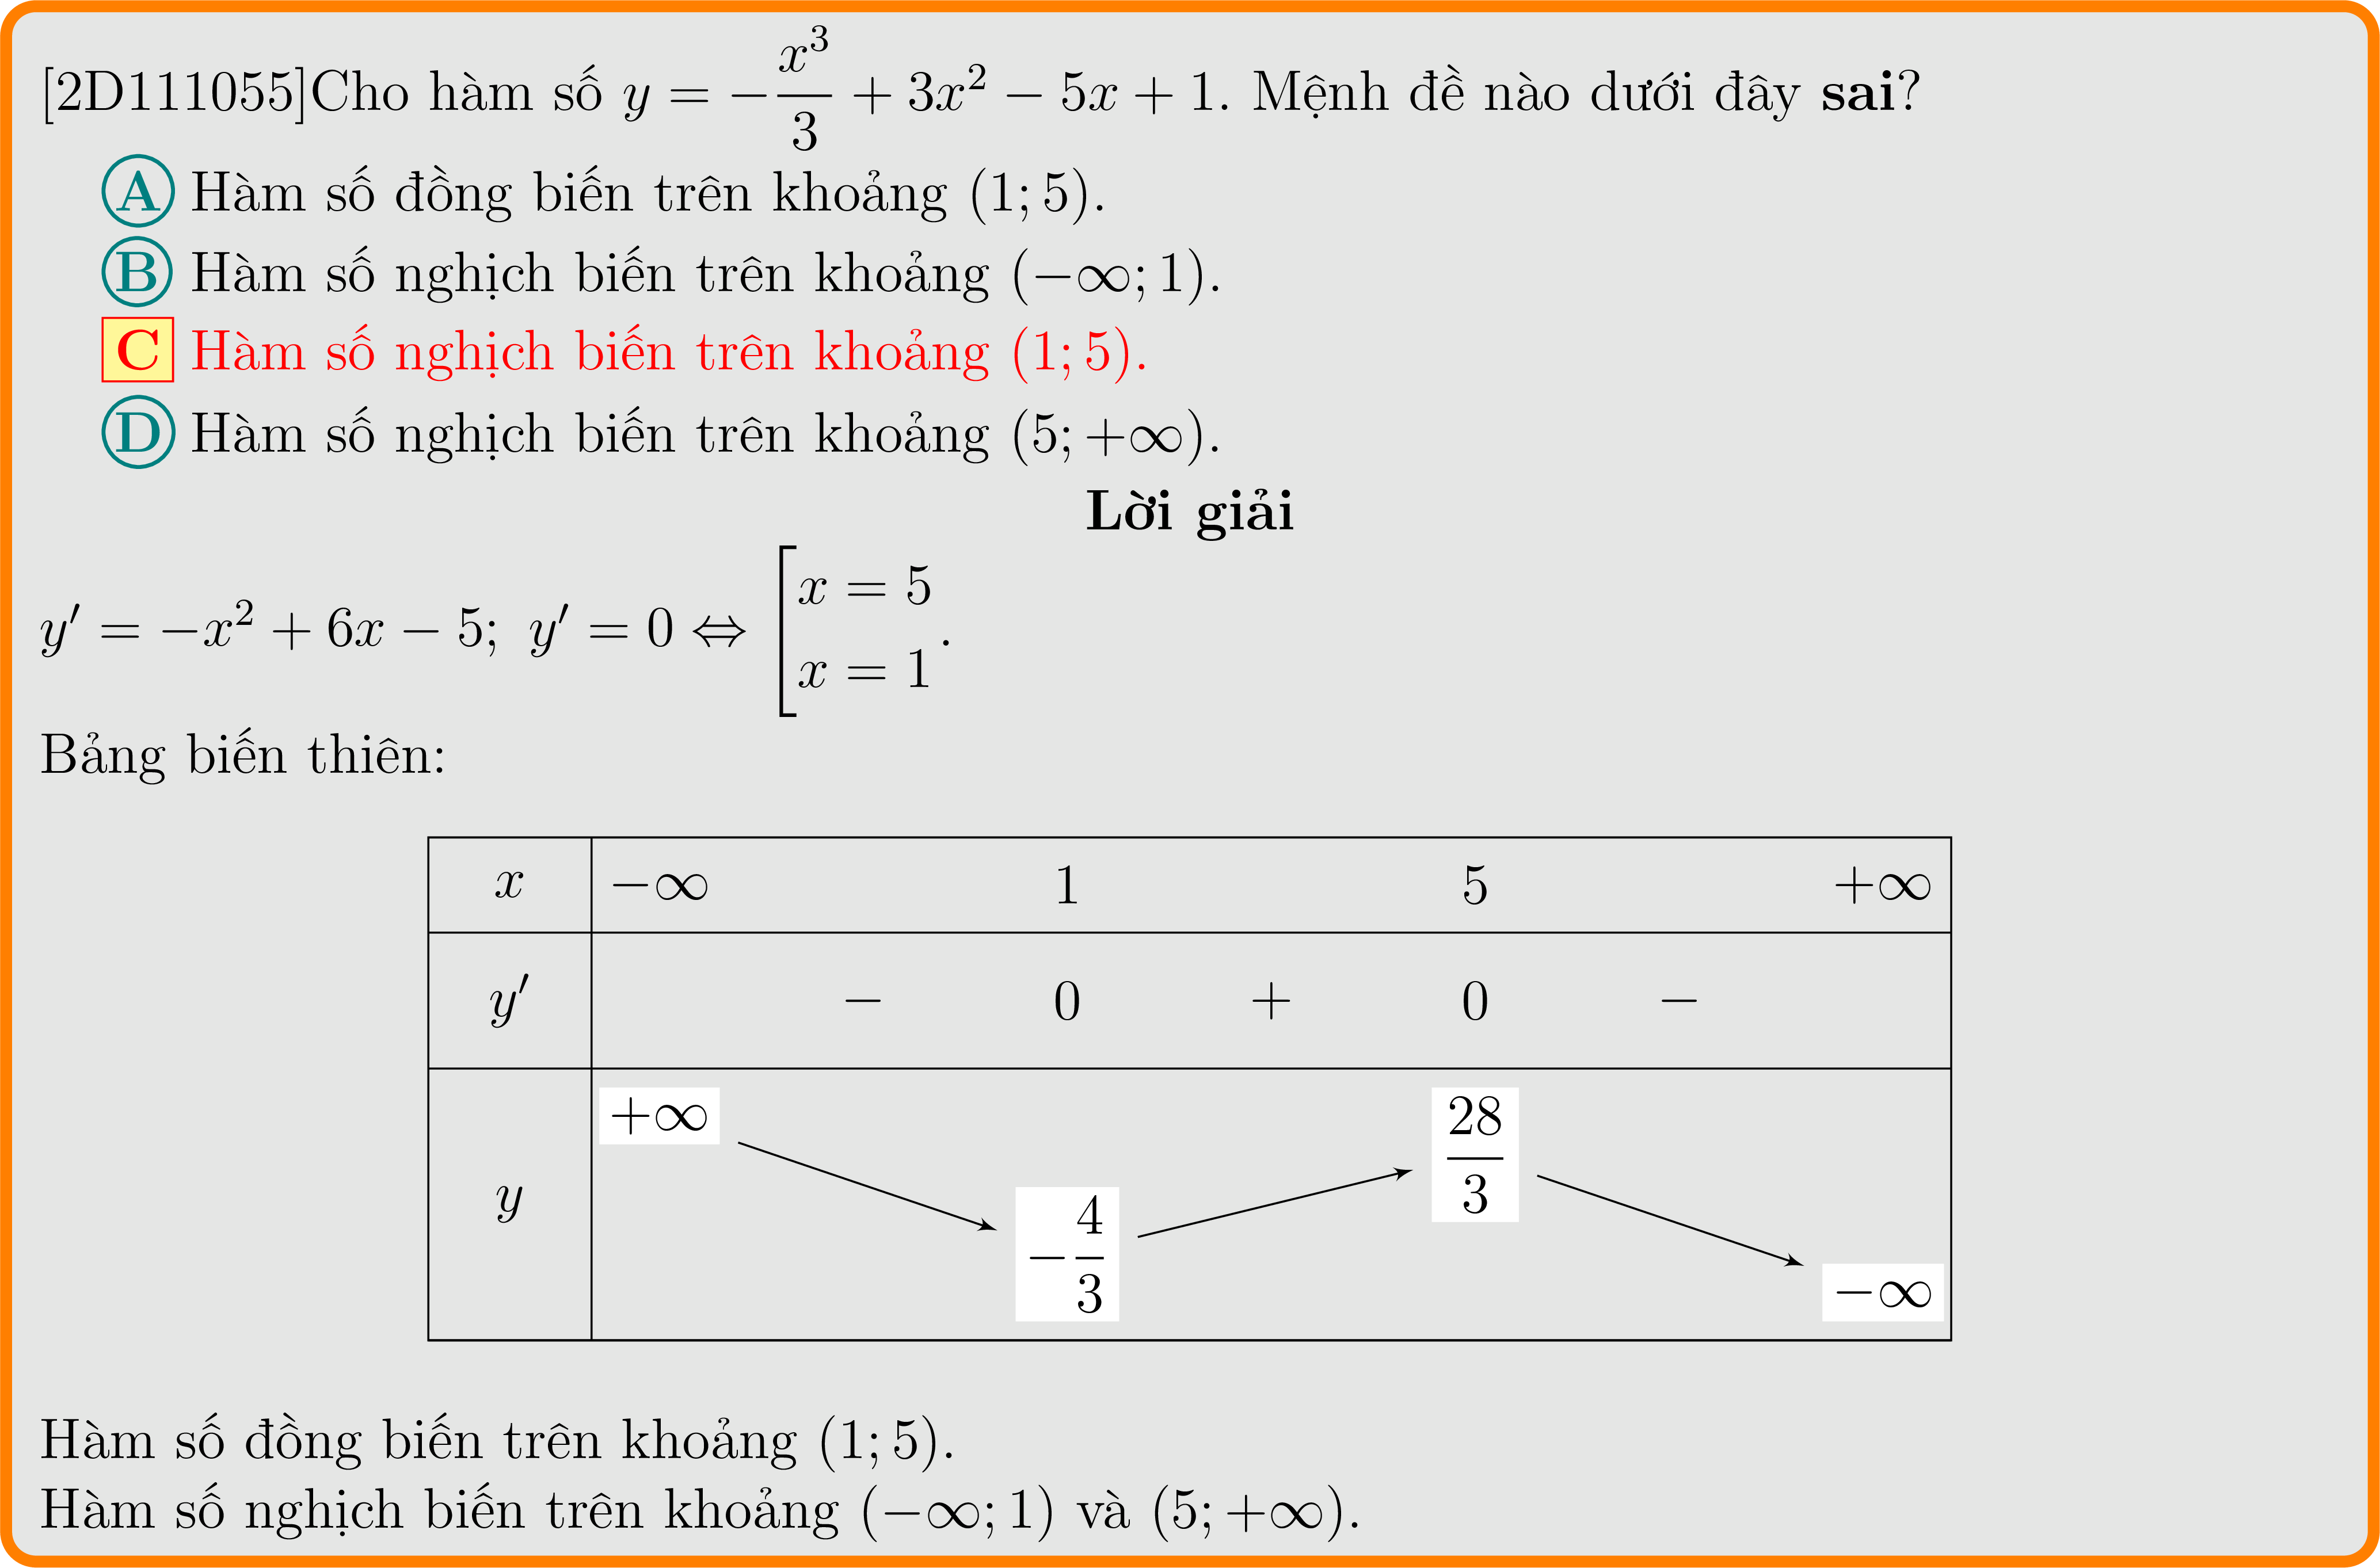 [2D111055]Cho hàm số $y = -\dfrac{x^3}{3} + 3x^2 - 5x + 1$. Mệnh đề nào dưới đây sai?
A Hàm số đồng biến trên khoảng $(1; 5)$.
B Hàm số nghịch biến trên khoảng $(-\infty; 1)$.
C Hàm số nghịch biến trên khoảng $(1; 5)$.
D Hàm số nghịch biến trên khoảng $(5; +\infty)$.
Lời giải
$y' = -x^2 + 6x - 5;\ y' = 0 \Leftrightarrow \left[\begin{array}{l} x = 5 \\ x = 1 \end{array}\right.$.
Bảng biến thiên:
$x$ $-\infty$ $1$ $5$ $+\infty$
$y'$ $-$ $0$ $+$ $0$ $-$
$y$ $+\infty$ $-\dfrac{4}{3}$ $\dfrac{28}{3}$ $-\infty$
Hàm số đồng biến trên khoảng $(1; 5)$.
Hàm số nghịch biến trên khoảng $(-\infty; 1)$ và $(5; +\infty)$.